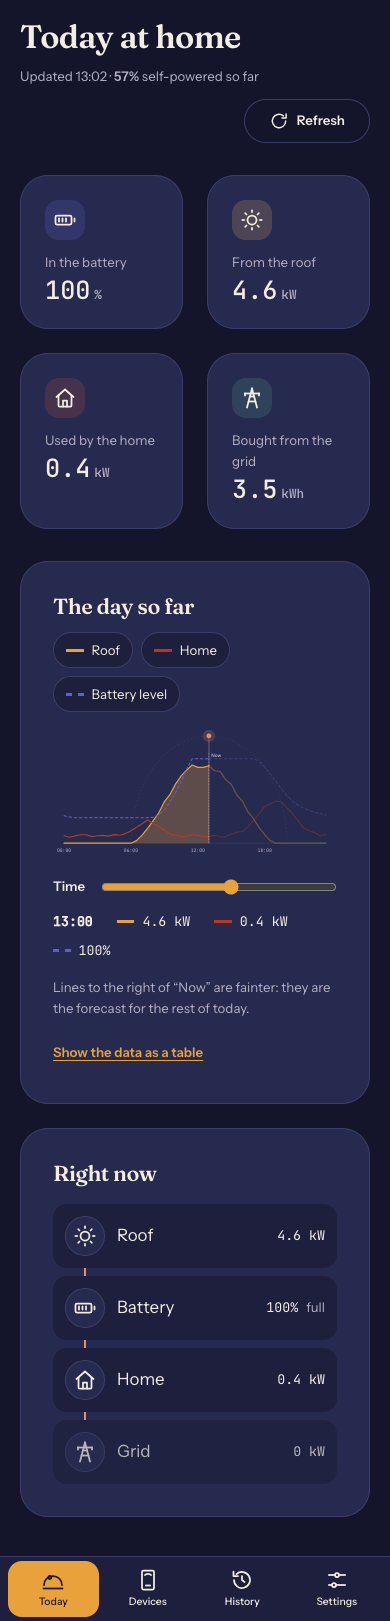 Today at home
Updated 13:02 · 57% self-powered so far
Refresh
In the battery
100 %
From the roof
4.6 kW
Used by the home
0.4 kW
Bought from the
grid
3.5 kWh
The day so far
Roof
Home
Battery level
Now
00:00 06:00 12:00 18:00
Time
13:00 4.6 kW 0.4 kW
100%
Lines to the right of “Now” are fainter: they are
the forecast for the rest of today.
Show the data as a table
Right now
Roof 4.6 kW
Battery 100% full
Home 0.4 kW
Grid 0 kW
Today Devices History Settings